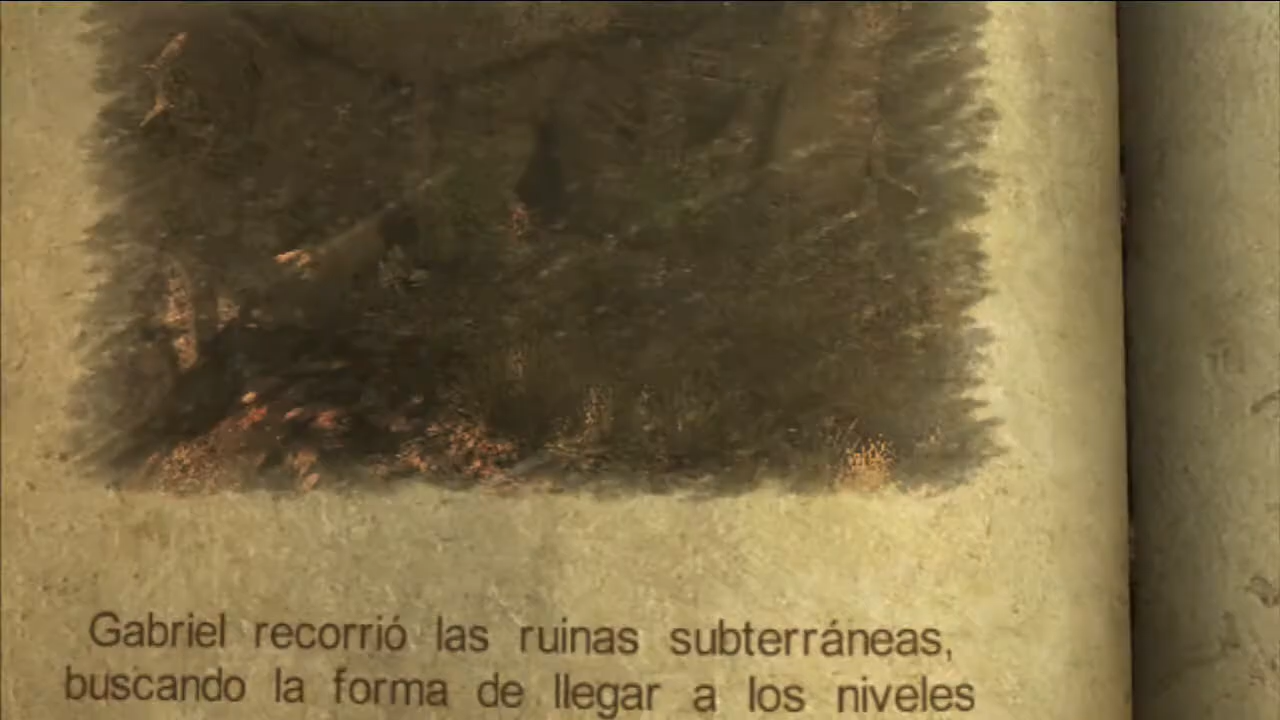 Gabriel recorrió las ruinas subterráneas,
buscando la forma de llegar a los niveles